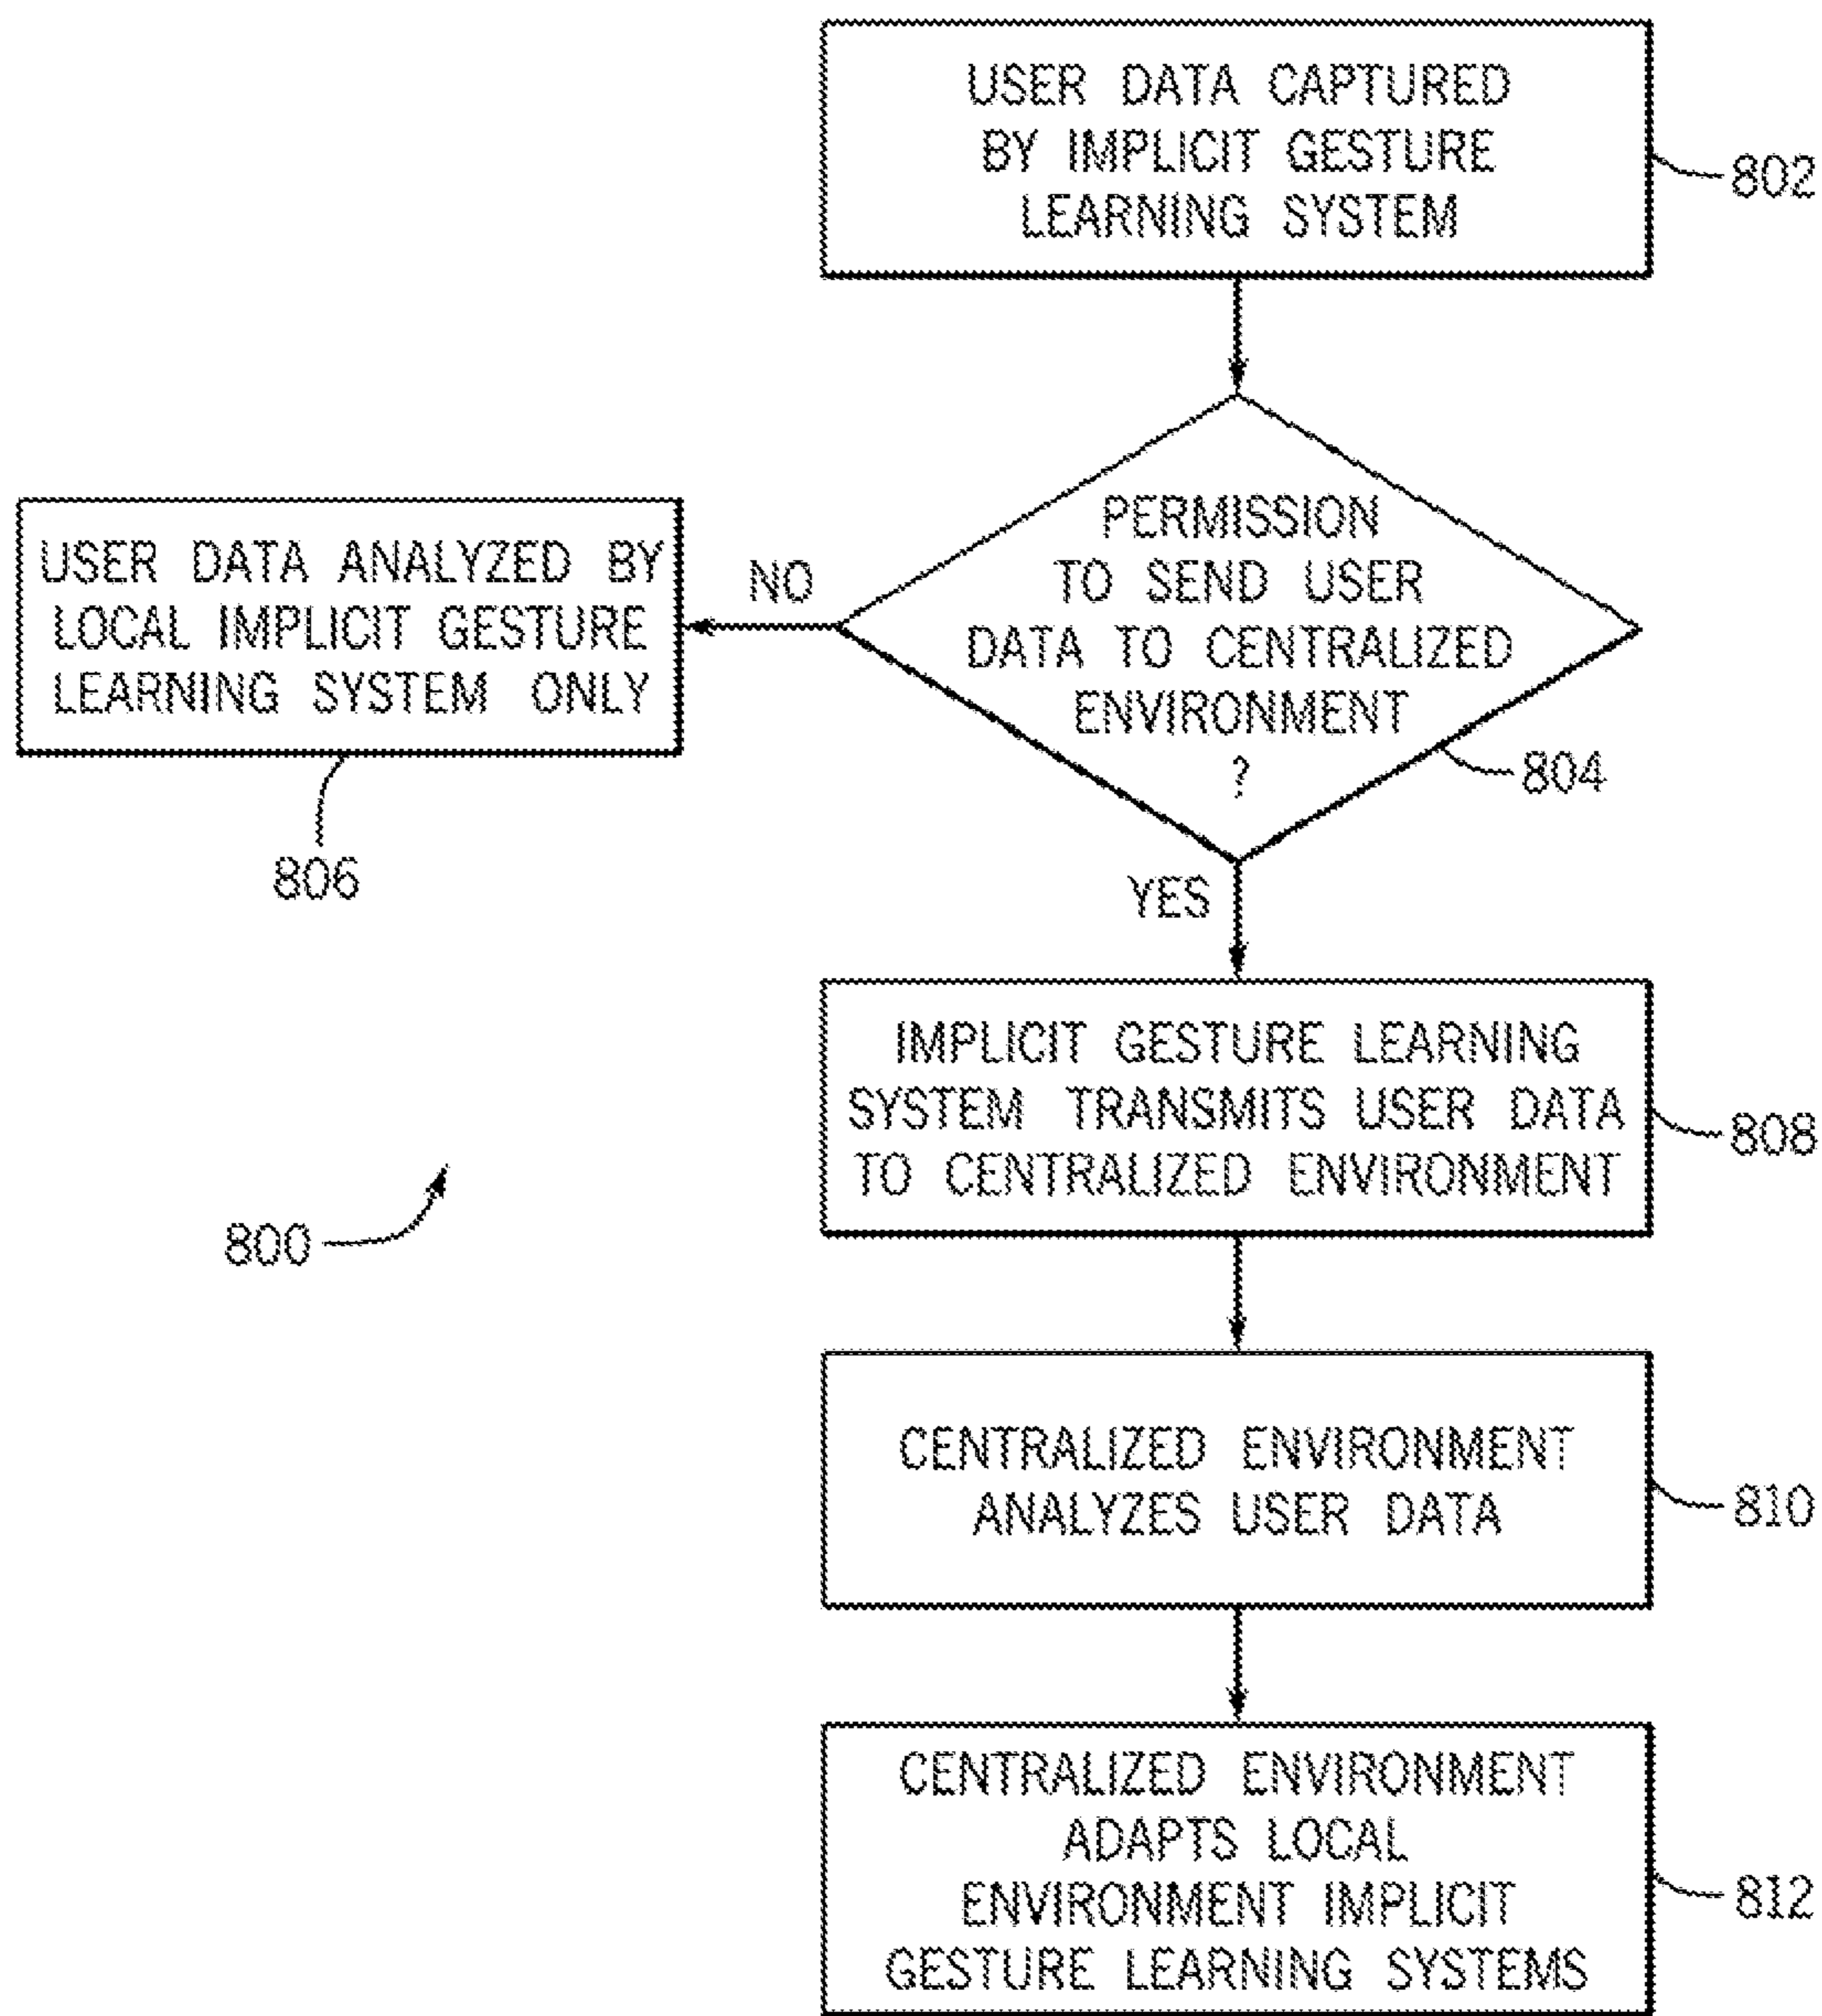 USER DATA CAPTURED
BY IMPLICIT GESTURE
LEARNING SYSTEM
802
PERMISSION
TO SEND USER
DATA TO CENTRALIZED
ENVIRONMENT
?
804
NO
USER DATA ANALYZED BY
LOCAL IMPLICIT GESTURE
LEARNING SYSTEM ONLY
806
YES
IMPLICIT GESTURE LEARNING
SYSTEM TRANSMITS USER DATA
TO CENTRALIZED ENVIRONMENT
808
800
CENTRALIZED ENVIRONMENT
ANALYZES USER DATA
810
CENTRALIZED ENVIRONMENT
ADAPTS LOCAL
ENVIRONMENT IMPLICIT
GESTURE LEARNING SYSTEMS
812